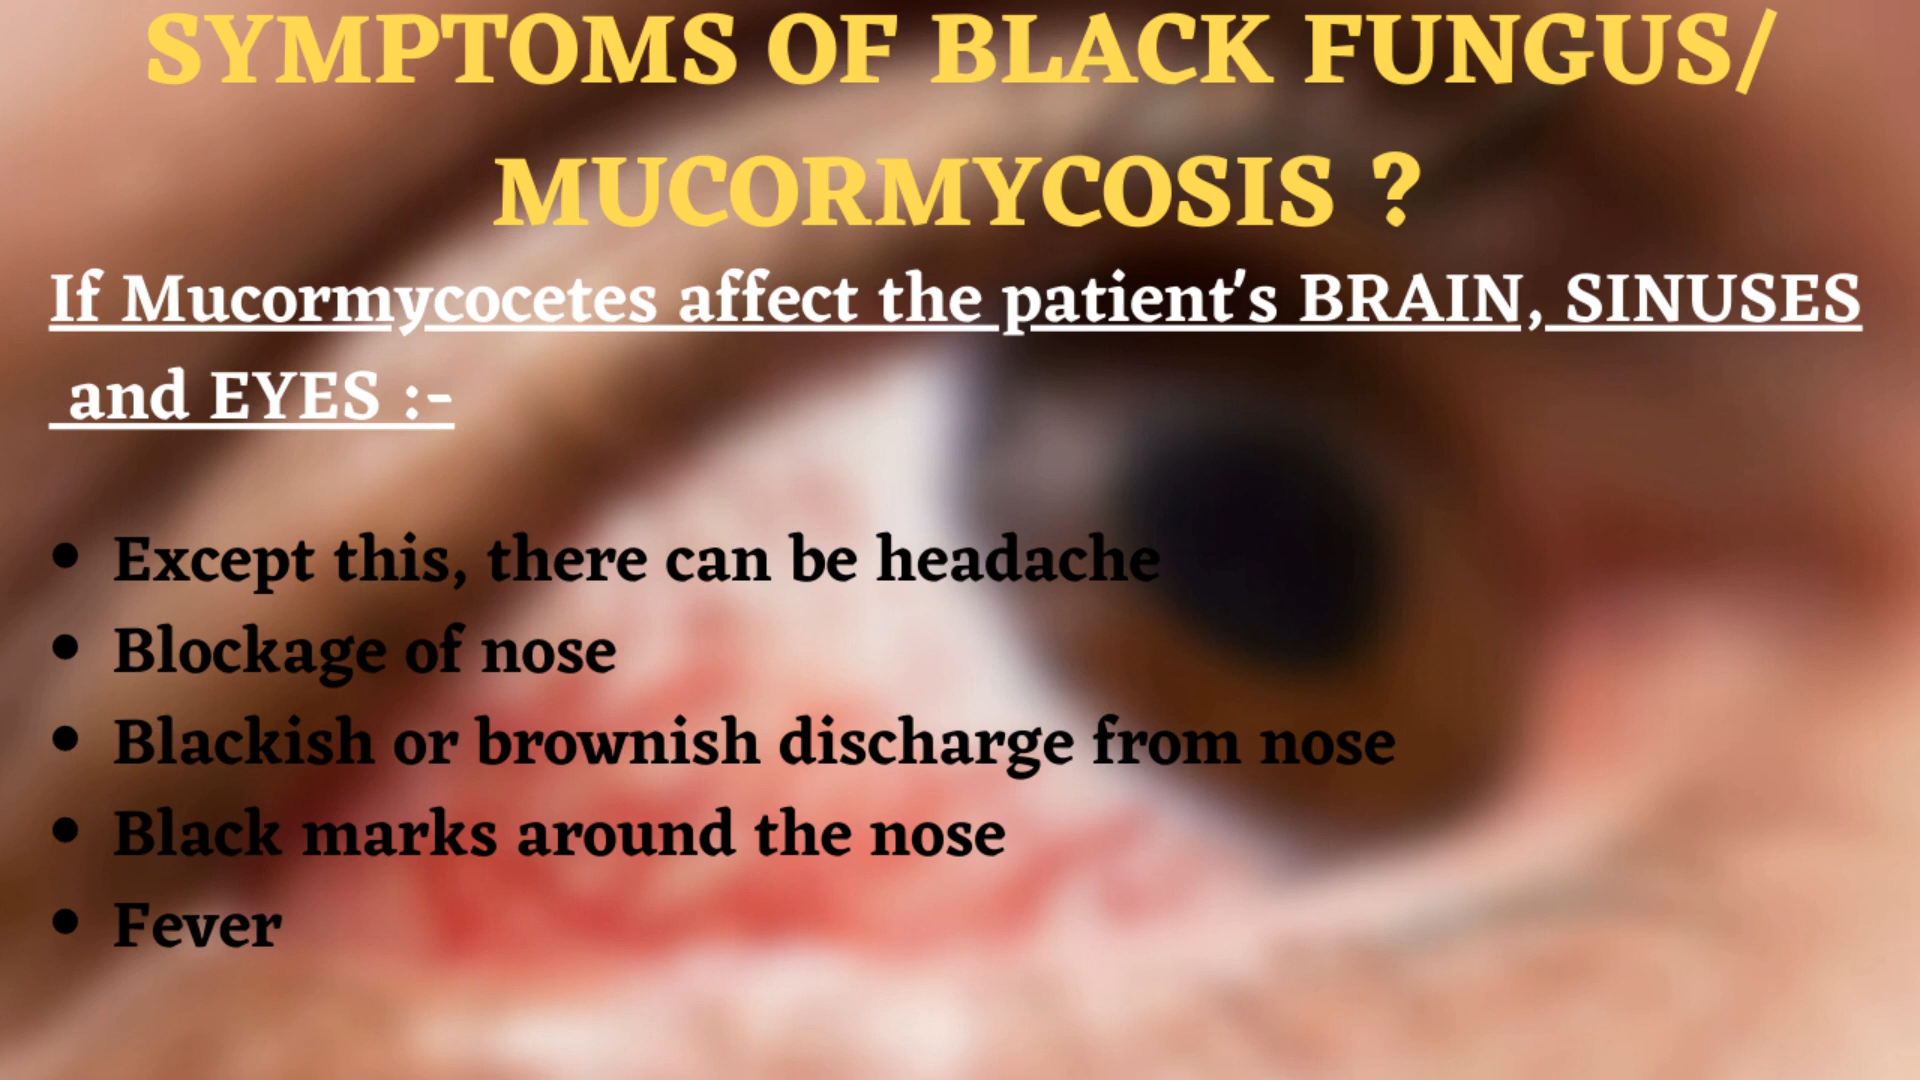 SYMPTOMS OF BLACK FUNGUS/
MUCORMYCOSIS ?
If Mucormycocetes affect the patient's BRAIN, SINUSES
and EYES :-
• Except this, there can be headache
• Blockage of nose
• Blackish or brownish discharge from nose
• Black marks around the nose
• Fever